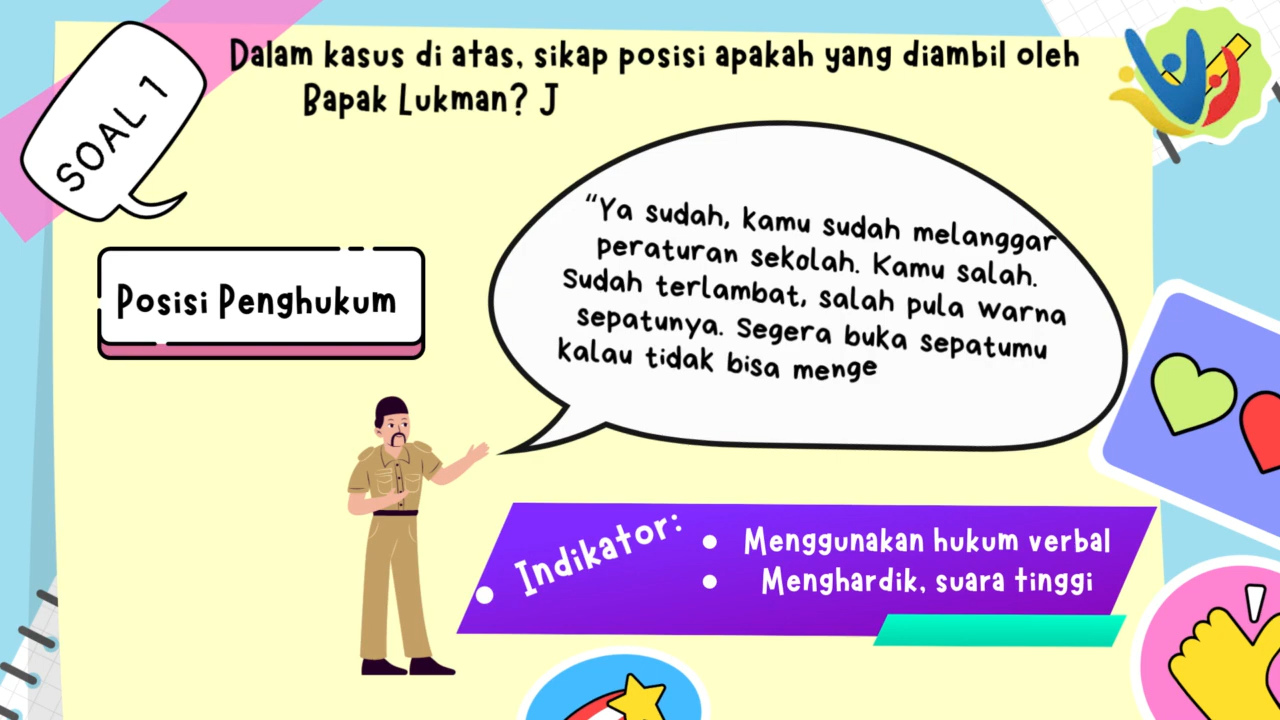 SOAL 1
Dalam kasus di atas, sikap posisi apakah yang diambil oleh
Bapak Lukman? J
Posisi Penghukum
“Ya sudah, kamu sudah melanggar
peraturan sekolah. Kamu salah.
Sudah terlambat, salah pula warna
sepatunya. Segera buka sepatumu
kalau tidak bisa menge
• Indikator:
• Menggunakan hukum verbal
• Menghardik, suara tinggi